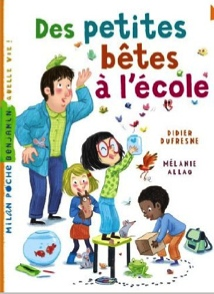 Des petites
bêtes
à l'école
DIDIER
DUFRESNE
MÉLANIE
ALLAG
MILAN POCHE BENJAMIN
QUELLE VIE !